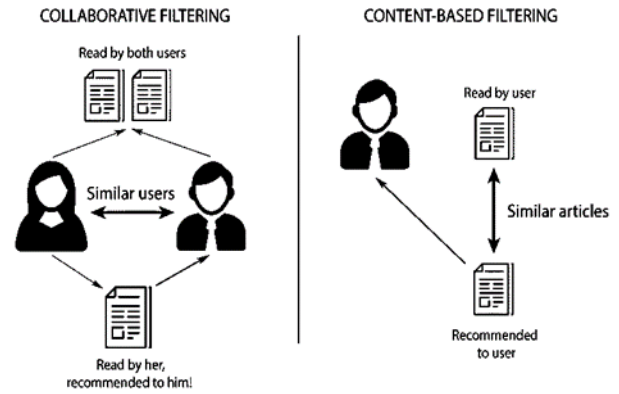 COLLABORATIVE FILTERING
Read by both users
Similar users
Read by her,
recommended to him!
CONTENT-BASED FILTERING
Read by user
Similar articles
Recommended
to user